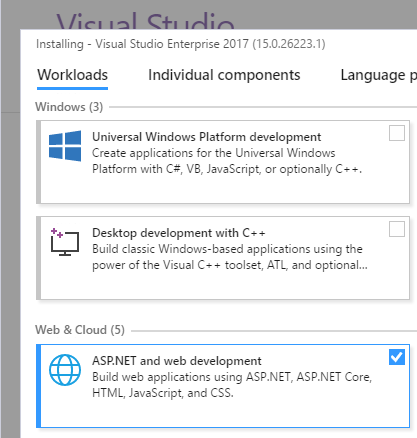 Visual Studio
Installing - Visual Studio Enterprise 2017 (15.0.26223.1)
Workloads Individual components Language p
Windows (3)
Universal Windows Platform development
Create applications for the Universal Windows
Platform with C#, VB, JavaScript, or optionally C++.
Desktop development with C++
Build classic Windows-based applications using the
power of the Visual C++ toolset, ATL, and optional...
Web & Cloud (5)
ASP.NET and web development
Build web applications using ASP.NET, ASP.NET Core,
HTML, JavaScript, and CSS.